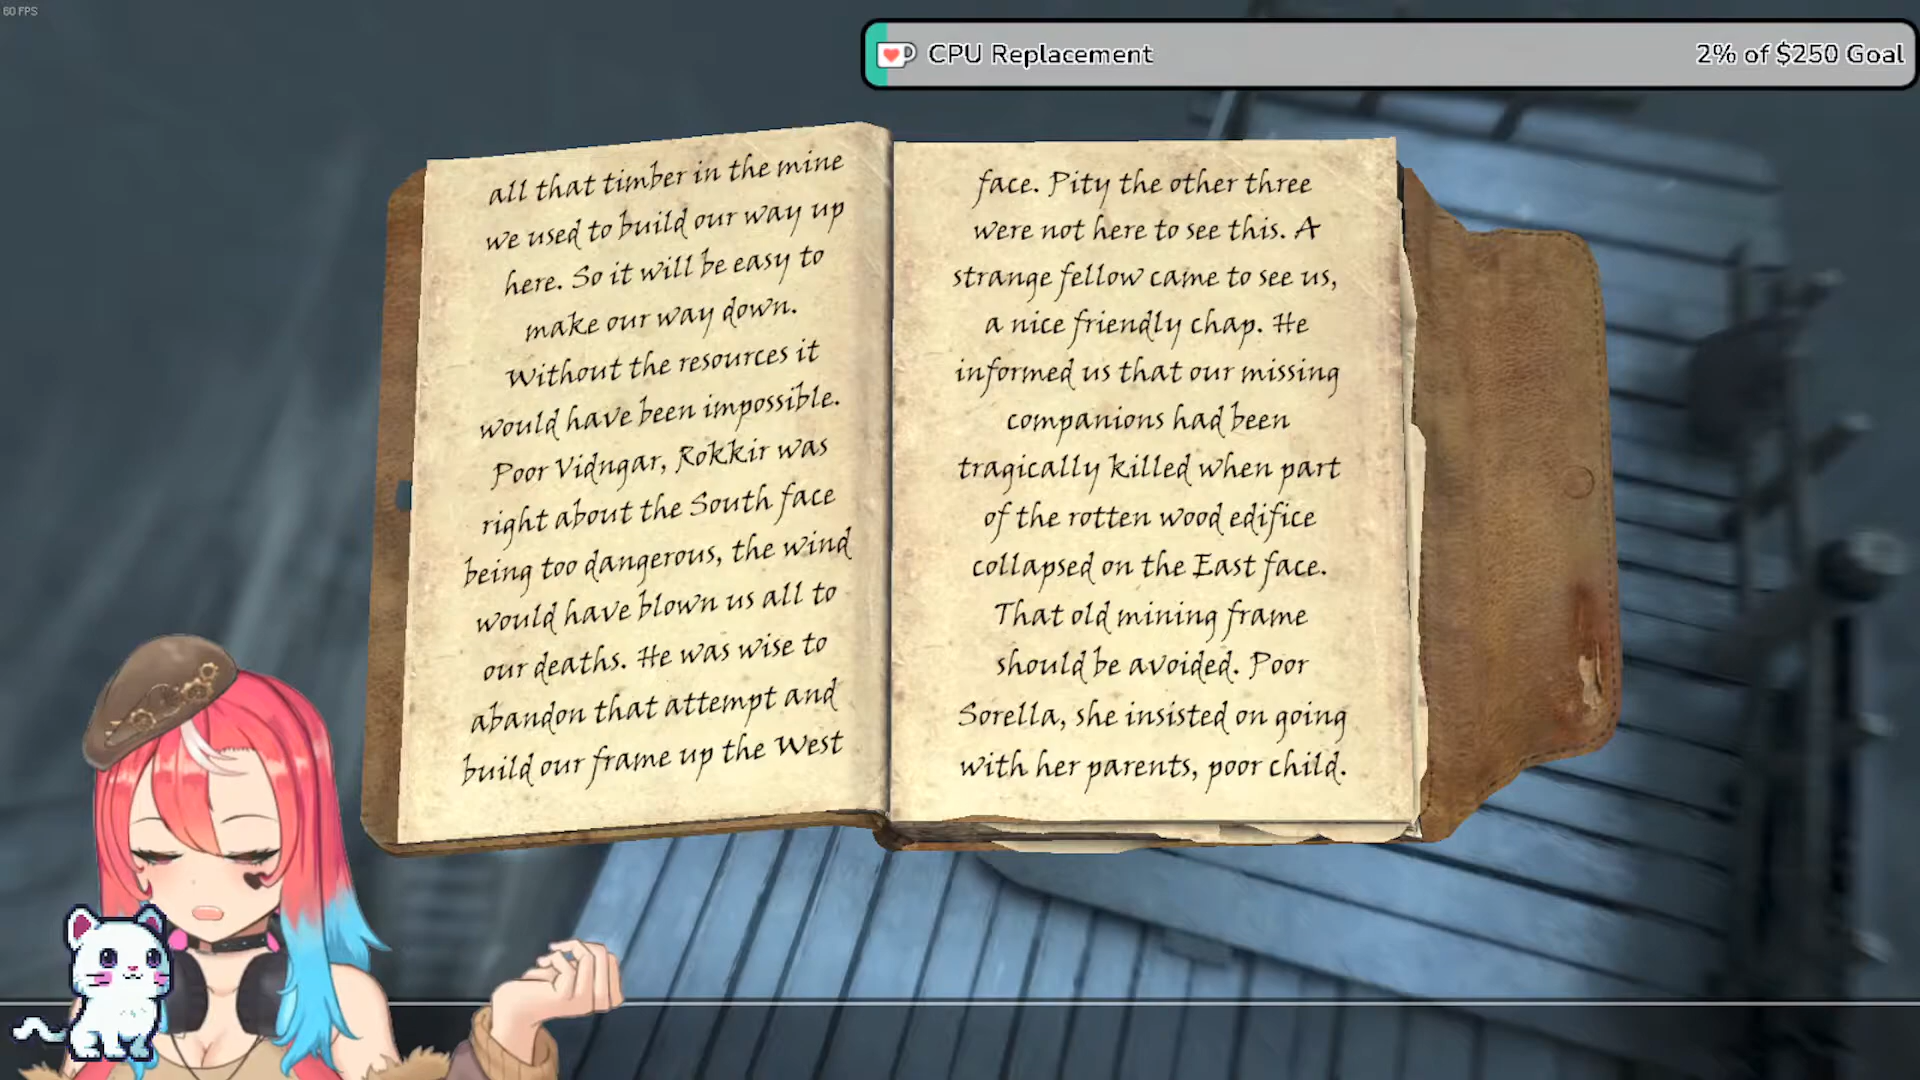 60 FPS
CPU Replacement
2% of $250 Goal
all that timber in the mine
we used to build our way up
here. So it will be easy to
make our way down.
Without the resources it
would have been impossible.
Poor Vidngar, Rokkir was
right about the South face
being too dangerous, the wind
would have blown us all to
our deaths. He was wise to
abandon that attempt and
build our frame up the West
face. Pity the other three
were not here to see this. A
strange fellow came to see us,
a nice friendly chap. He
informed us that our missing
companions had been
tragically killed when part
of the rotten wood edifice
collapsed on the East face.
That old mining frame
should be avoided. Poor
Sorella, she insisted on going
with her parents, poor child.